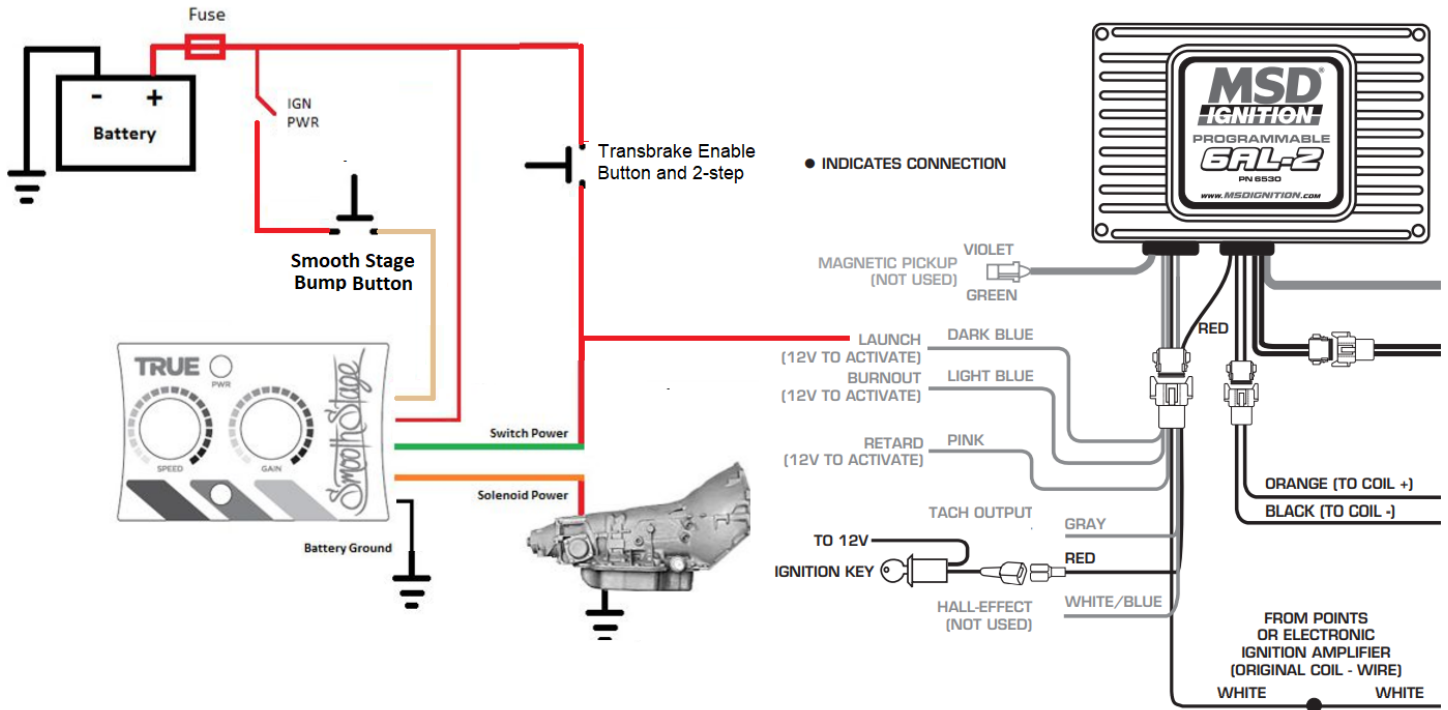 Fuse
- +
Battery
IGN
PWR
Transbrake Enable
Button and 2-step
Smooth Stage
Bump Button
TRUE
PWR
SPEED
GAIN
SmoothStage
Switch Power
Solenoid Power
Battery Ground
● INDICATES CONNECTION
MSD®
IGNITION
PROGRAMMABLE
6AL-2
PN 6530
www.MSDIGNITION.com
MAGNETIC PICKUP
(NOT USED)
VIOLET
GREEN
RED
LAUNCH
(12V TO ACTIVATE)
DARK BLUE
BURNOUT
(12V TO ACTIVATE)
LIGHT BLUE
RETARD
(12V TO ACTIVATE)
PINK
ORANGE (TO COIL +)
BLACK (TO COIL -)
TACH OUTPUT
GRAY
TO 12V
IGNITION KEY
RED
HALL-EFFECT
(NOT USED)
WHITE/BLUE
FROM POINTS
OR ELECTRONIC
IGNITION AMPLIFIER
(ORIGINAL COIL - WIRE)
WHITE WHITE